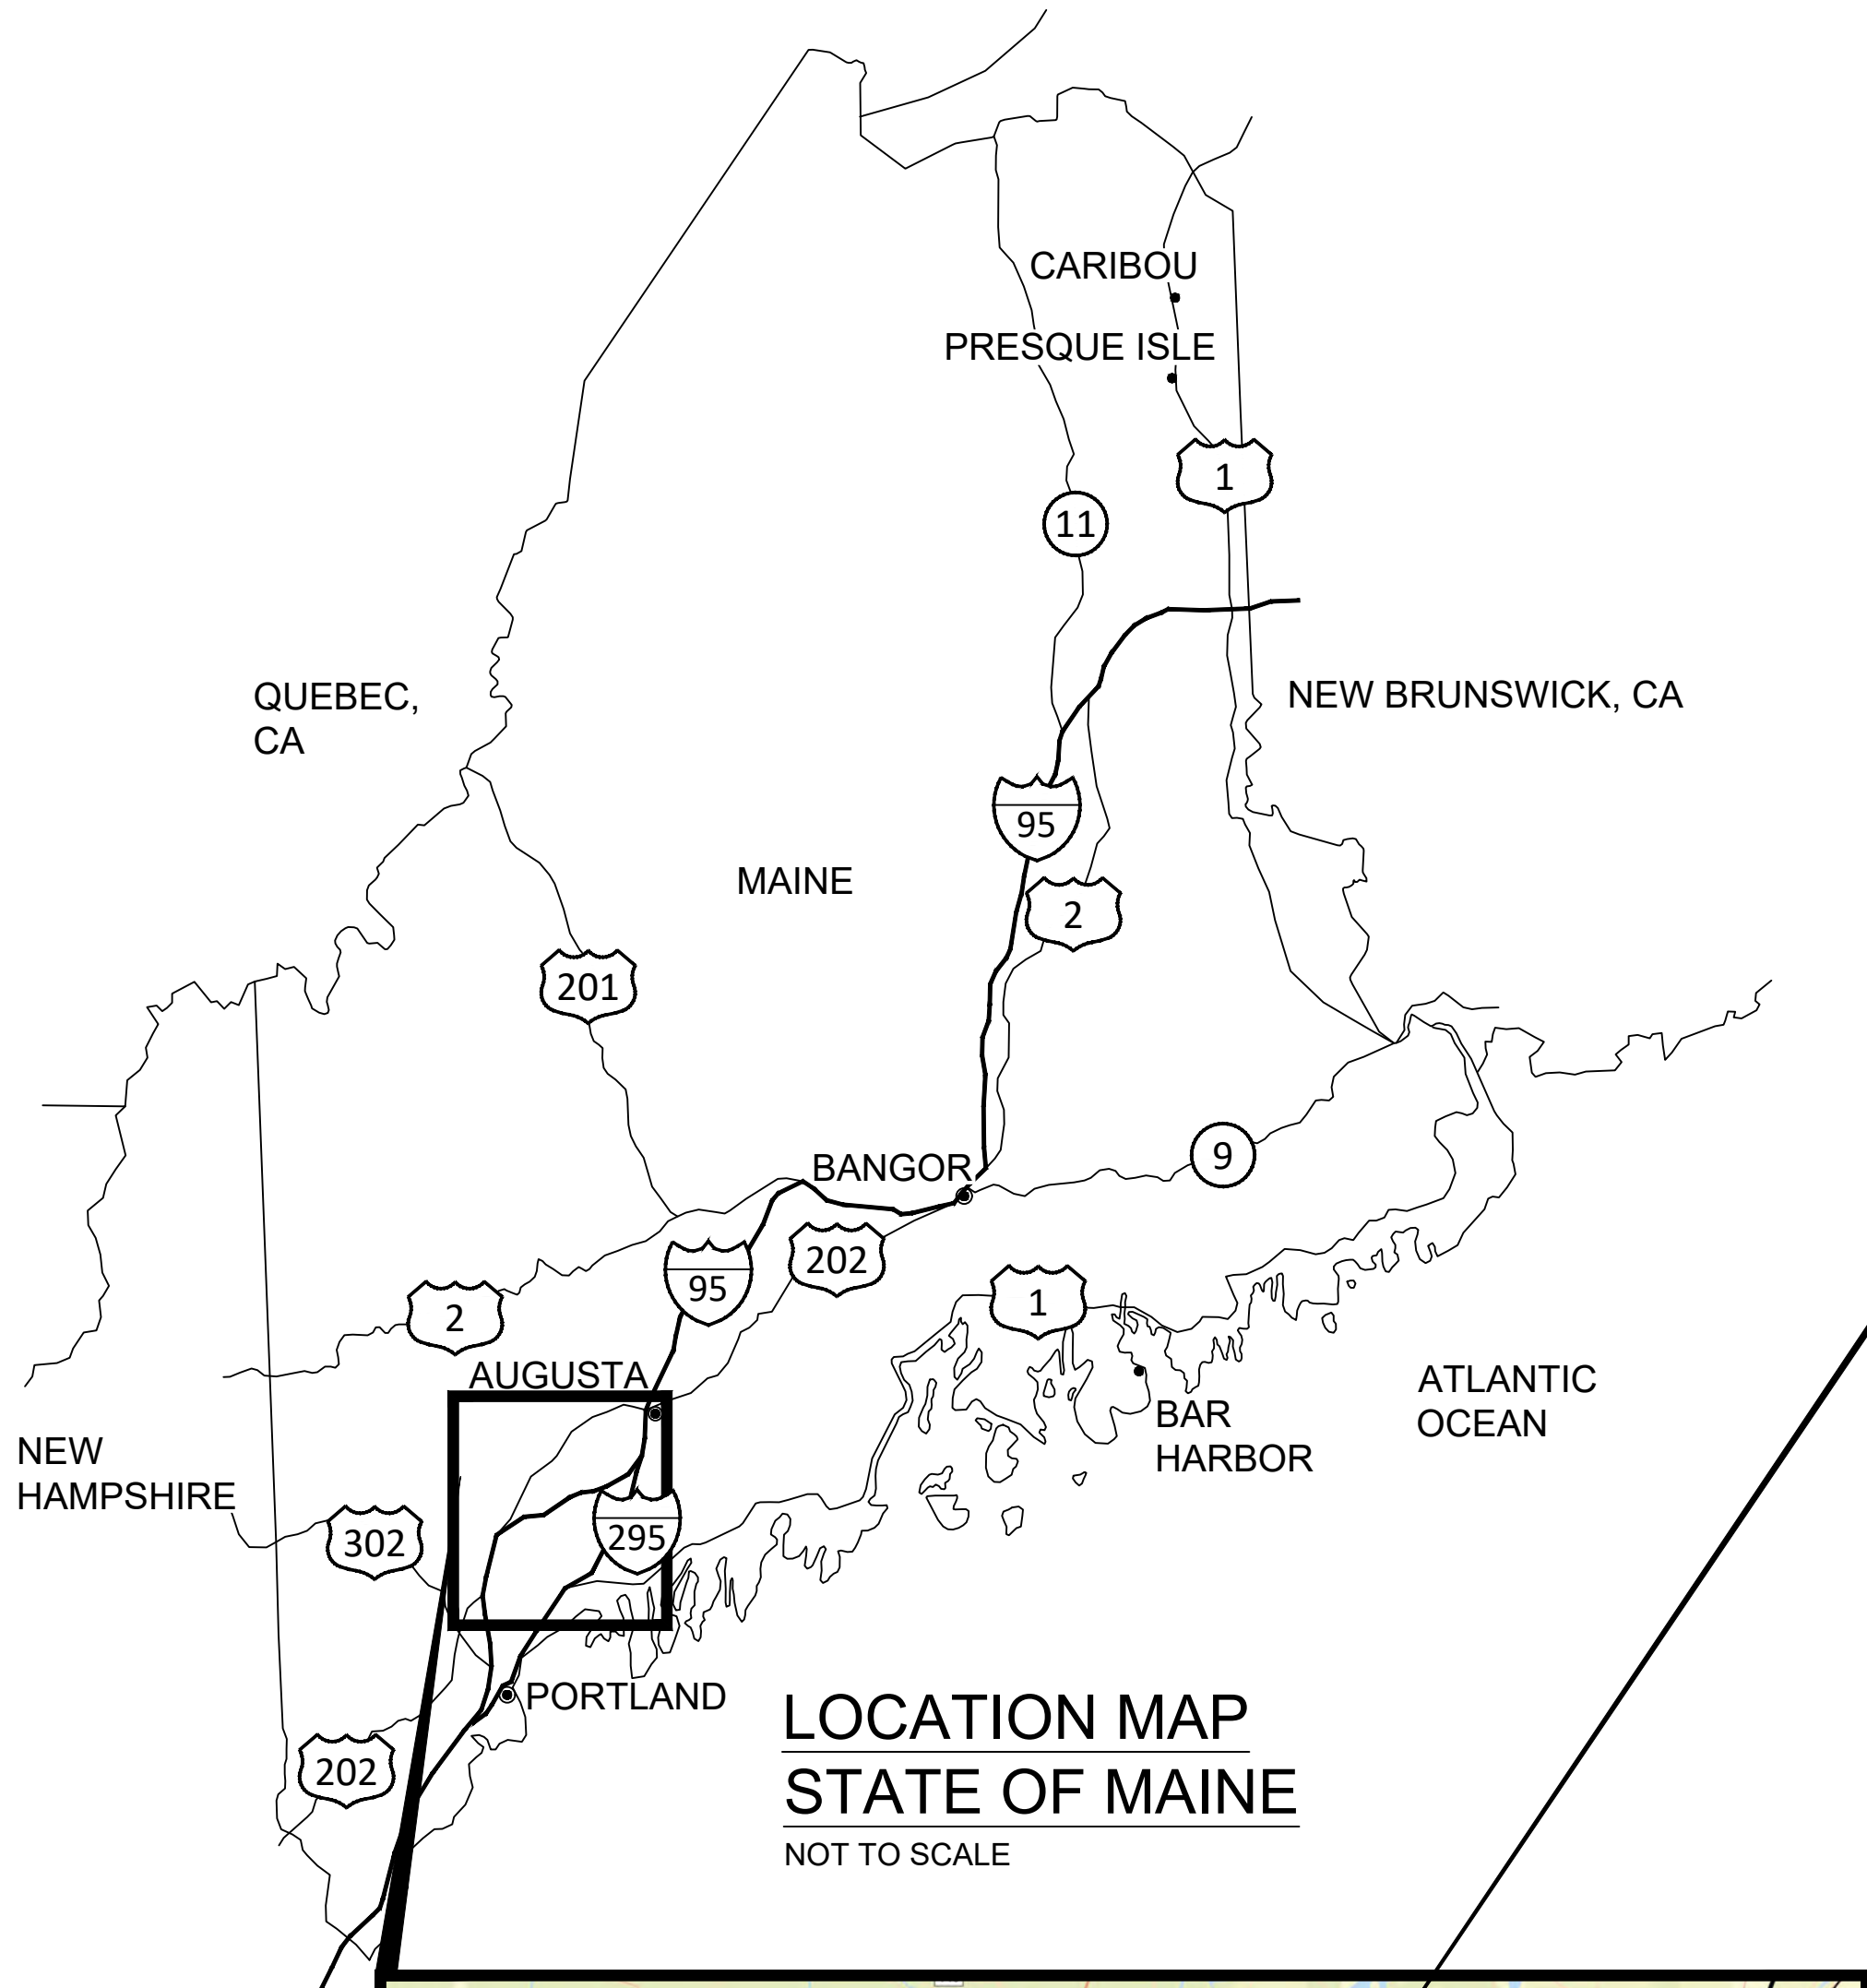 CARIBOU
PRESQUE ISLE
1
11
QUEBEC,
CA
NEW BRUNSWICK, CA
95
MAINE
2
201
BANGOR
9
202
95
2
1
AUGUSTA
ATLANTIC
OCEAN
BAR
HARBOR
NEW
HAMPSHIRE
302
295
PORTLAND
202
LOCATION MAP
STATE OF MAINE
NOT TO SCALE